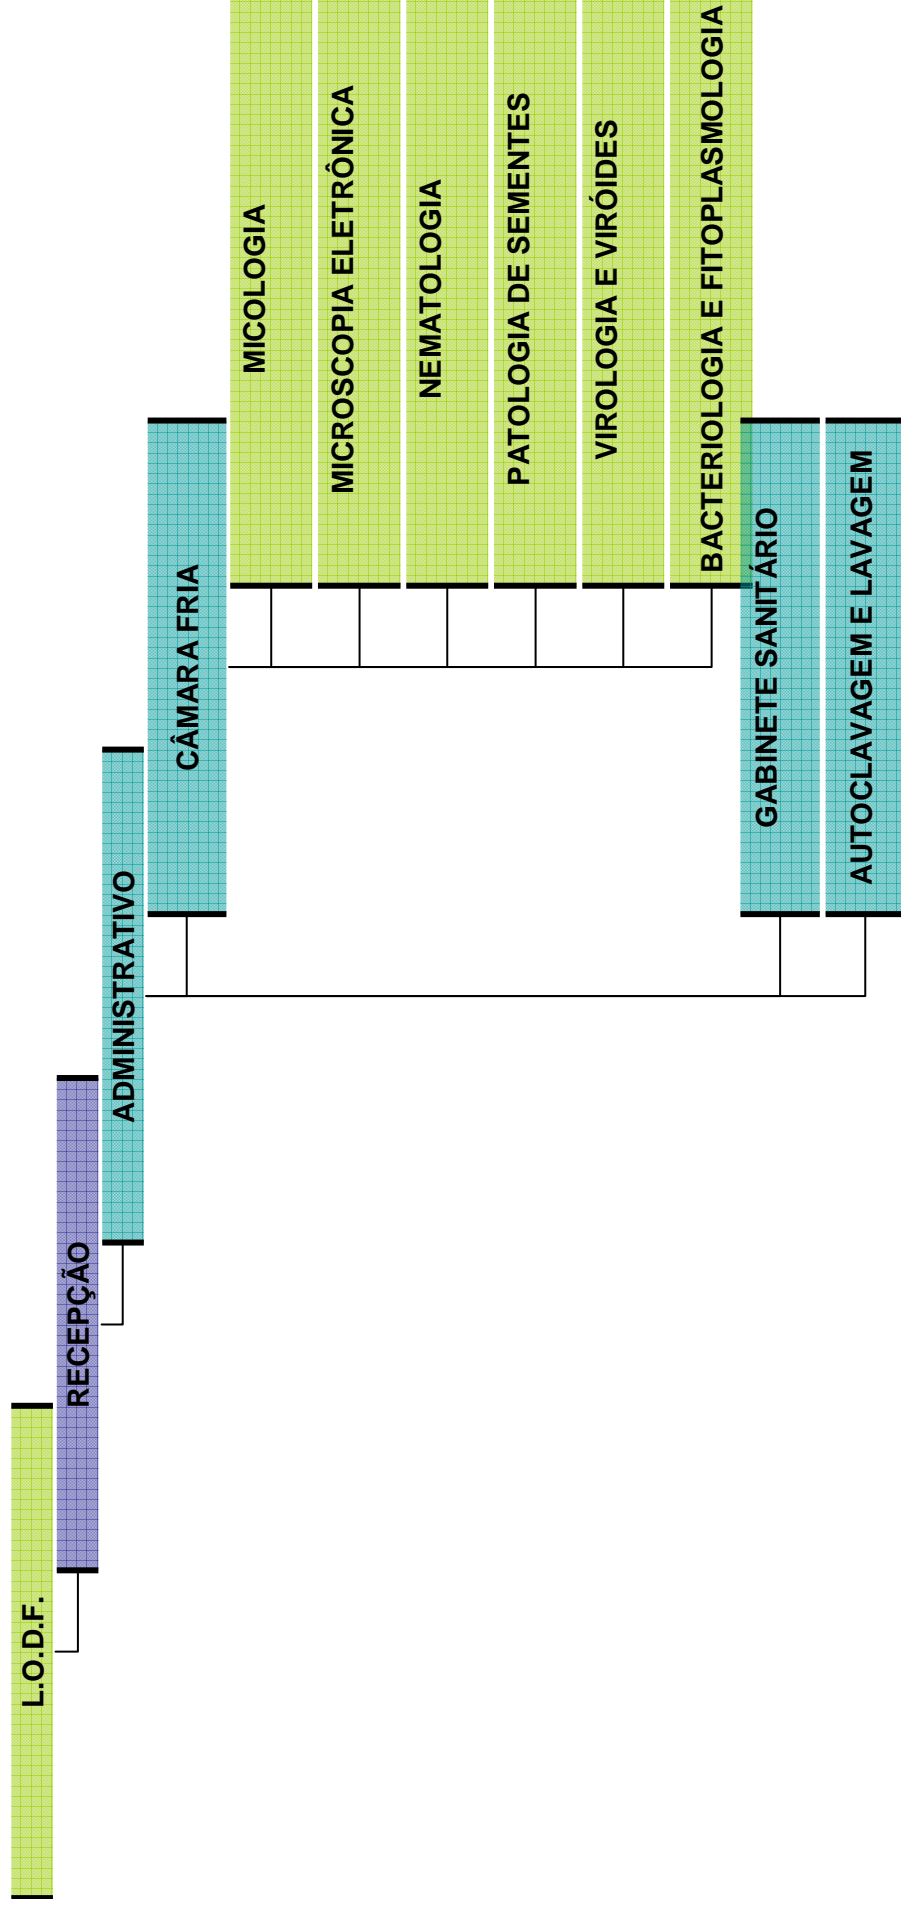 L.O.D.F.
RECEPÇÃO
ADMINISTRATIVO
CÂMARA FRIA
MICOLOGIA
MICROSCOPIA ELETRÔNICA
NEMATOLOGIA
PATOLOGIA DE SEMENTES
VIROLOGIA E VIRÓIDES
BACTERIOLOGIA E FITOPLASMOLOGIA
GABINETE SANITÁRIO
AUTOCLAVAGEM E LAVAGEM